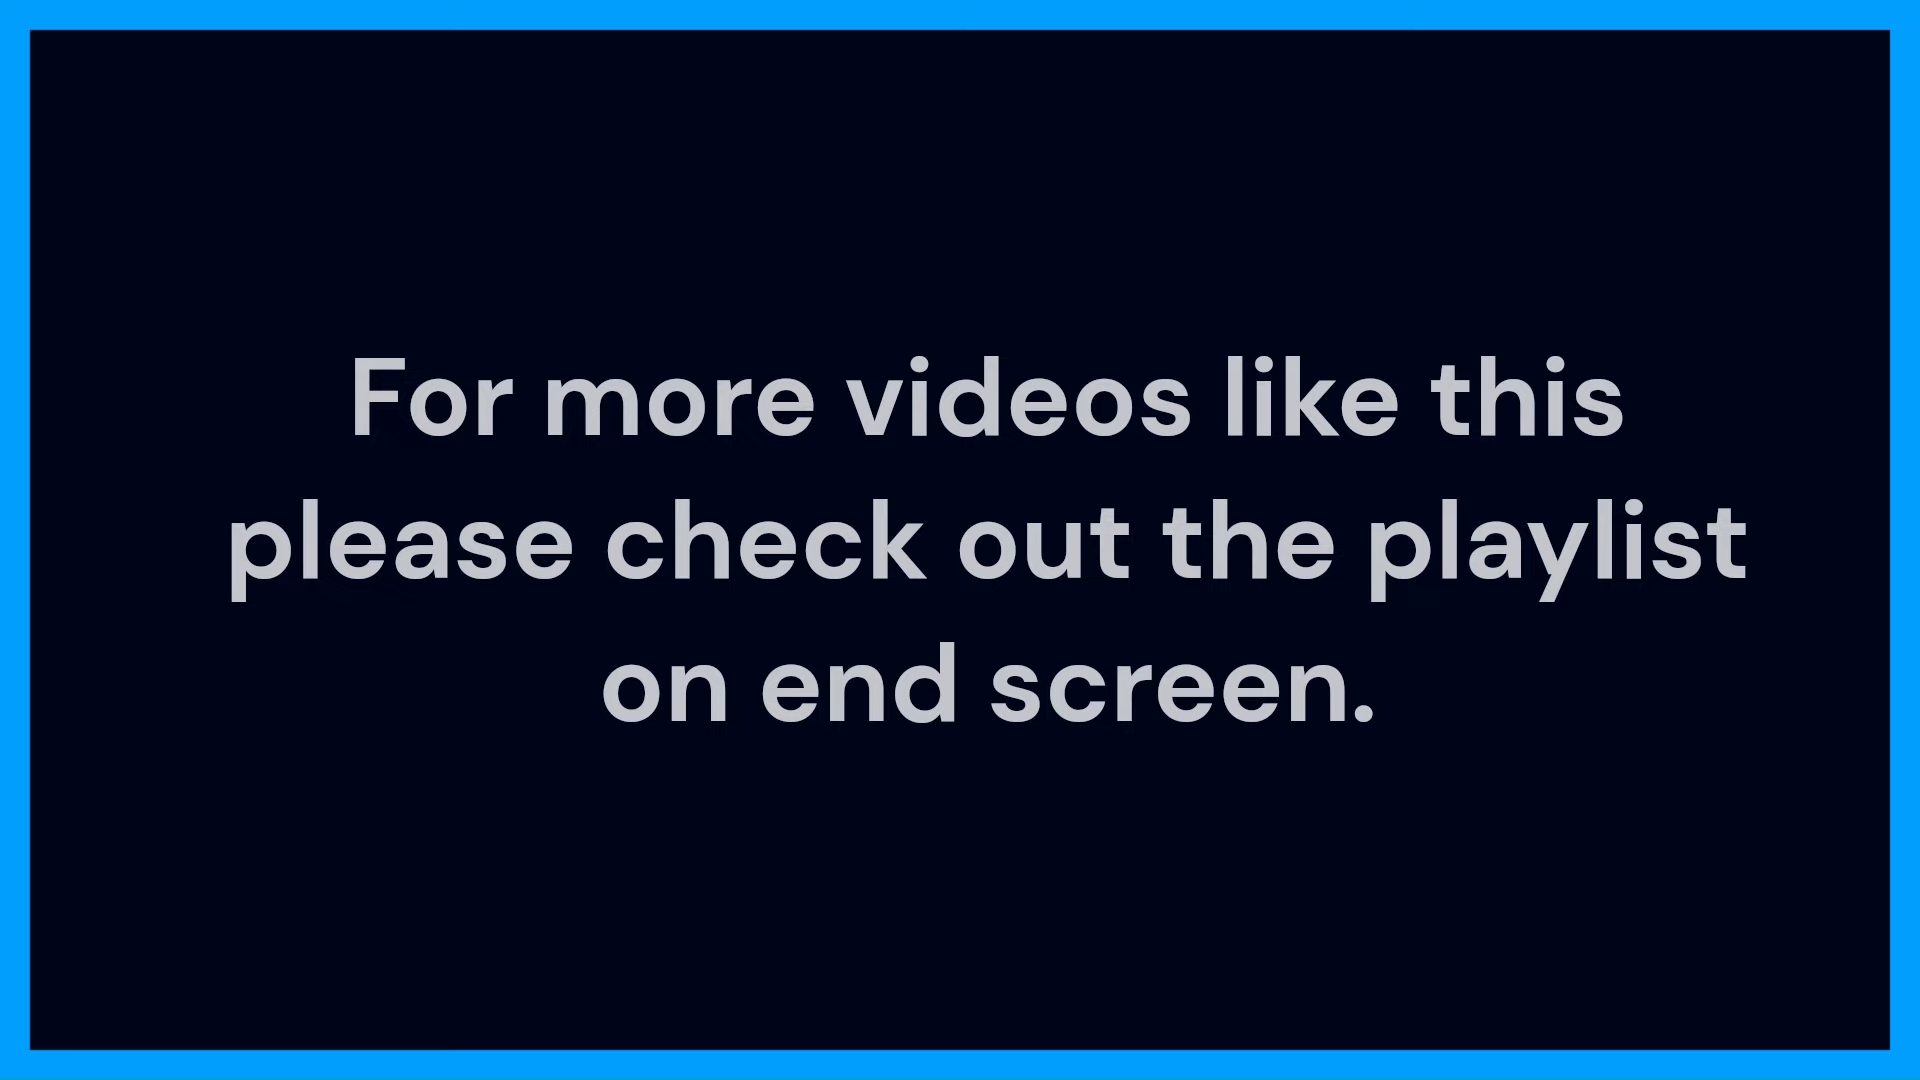 For more videos like this
please check out the playlist
on end screen.